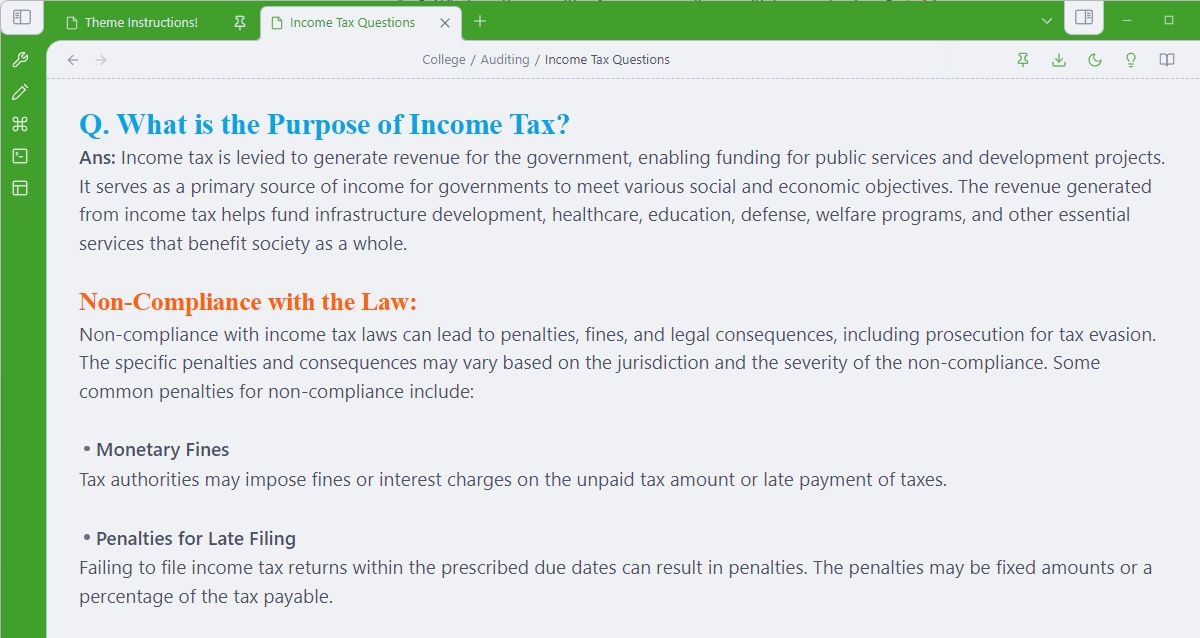 Theme Instructions!
Income Tax Questions
College / Auditing / Income Tax Questions
Q. What is the Purpose of Income Tax?
Ans: Income tax is levied to generate revenue for the government, enabling funding for public services and development projects.
It serves as a primary source of income for governments to meet various social and economic objectives. The revenue generated
from income tax helps fund infrastructure development, healthcare, education, defense, welfare programs, and other essential
services that benefit society as a whole.
Non-Compliance with the Law:
Non-compliance with income tax laws can lead to penalties, fines, and legal consequences, including prosecution for tax evasion.
The specific penalties and consequences may vary based on the jurisdiction and the severity of the non-compliance. Some
common penalties for non-compliance include:
• Monetary Fines
Tax authorities may impose fines or interest charges on the unpaid tax amount or late payment of taxes.
• Penalties for Late Filing
Failing to file income tax returns within the prescribed due dates can result in penalties. The penalties may be fixed amounts or a
percentage of the tax payable.